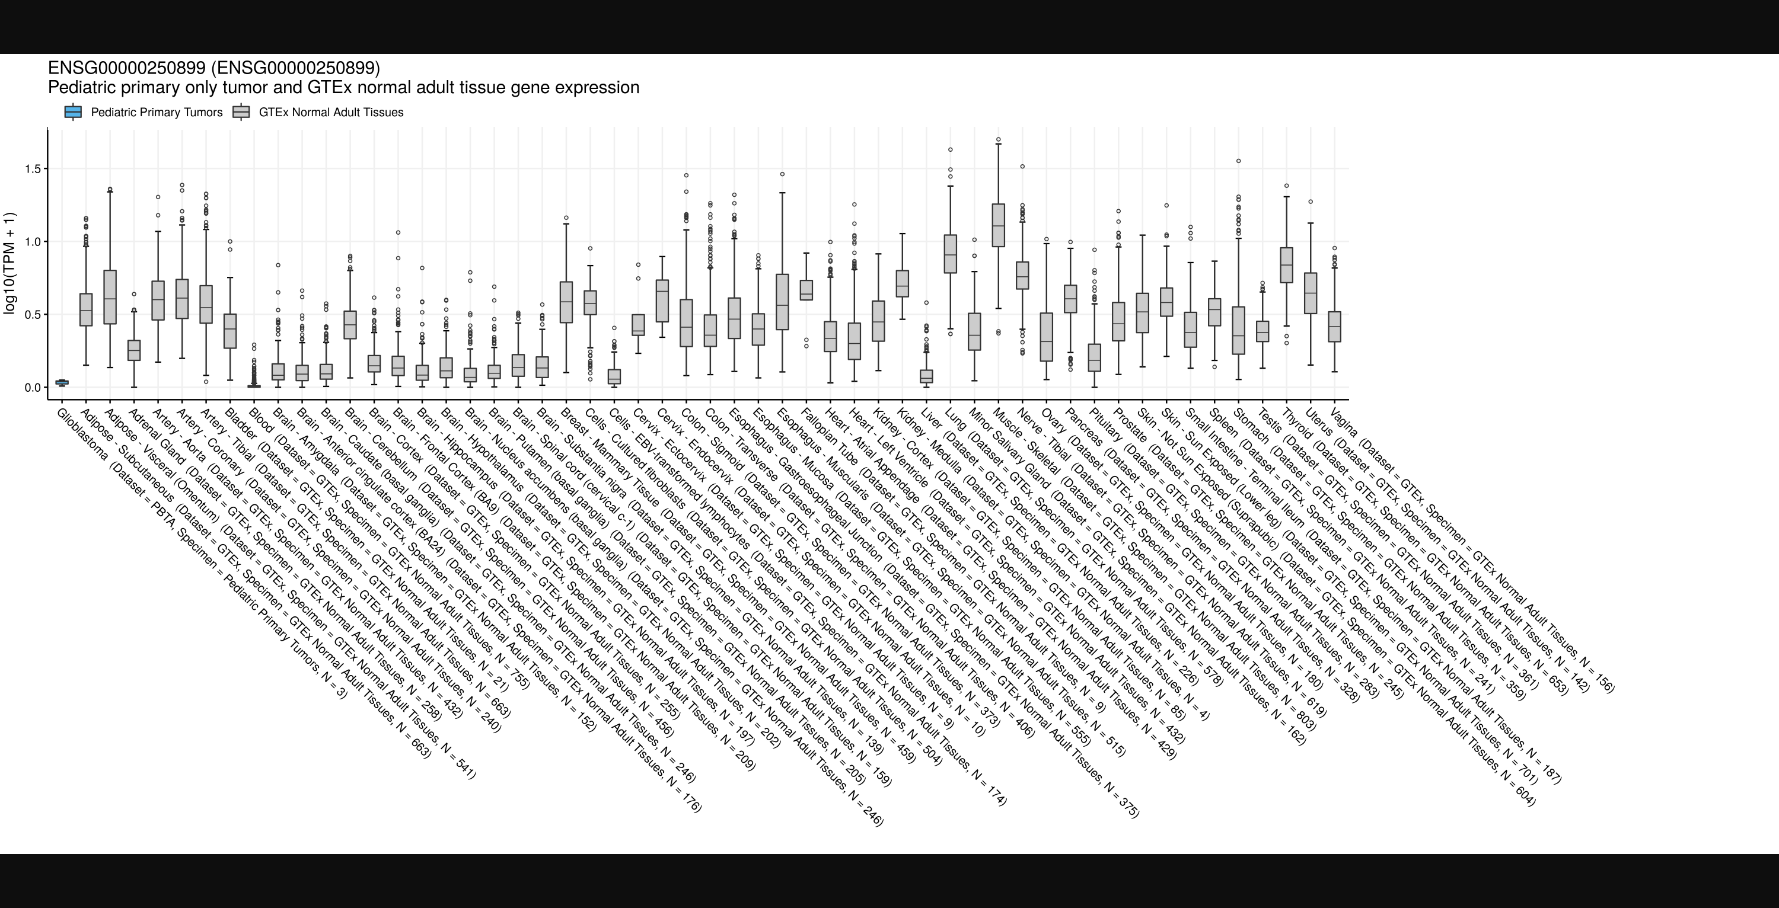 ENSG00000250899 (ENSG00000250899)
Pediatric primary only tumor and GTEx normal adult tissue gene expression
Pediatric Primary Tumors
GTEx Normal Adult Tissues
log10(TPM + 1)
1.5
1.0
0.5
0.0
Glioblastoma (Dataset = PBTA, Specimen = Pediatric Primary Tumors, N = 3)
Adipose - Subcutaneous (Dataset = GTEx, Specimen = GTEx Normal Adult Tissues, N = 663)
Adipose - Visceral (Omentum) (Dataset = GTEx, Specimen = GTEx Normal Adult Tissues, N = 541)
Adrenal Gland (Dataset = GTEx, Specimen = GTEx Normal Adult Tissues, N = 258)
Artery - Aorta (Dataset = GTEx, Specimen = GTEx Normal Adult Tissues, N = 432)
Artery - Coronary (Dataset = GTEx, Specimen = GTEx Normal Adult Tissues, N = 240)
Artery - Tibial (Dataset = GTEx, Specimen = GTEx Normal Adult Tissues, N = 663)
Bladder (Dataset = GTEx, Specimen = GTEx Normal Adult Tissues, N = 21)
Blood (Dataset = GTEx, Specimen = GTEx Normal Adult Tissues, N = 755)
Brain - Amygdala (Dataset = GTEx, Specimen = GTEx Normal Adult Tissues, N = 152)
Brain - Anterior cingulate cortex (BA24) (Dataset = GTEx, Specimen = GTEx Normal Adult Tissues, N = 176)
Brain - Caudate (basal ganglia) (Dataset = GTEx, Specimen = GTEx Normal Adult Tissues, N = 246)
Brain - Cerebellum (Dataset = GTEx, Specimen = GTEx Normal Adult Tissues, N = 456)
Brain - Cortex (Dataset = GTEx, Specimen = GTEx Normal Adult Tissues, N = 255)
Brain - Frontal Cortex (BA9) (Dataset = GTEx, Specimen = GTEx Normal Adult Tissues, N = 209)
Brain - Hippocampus (Dataset = GTEx, Specimen = GTEx Normal Adult Tissues, N = 197)
Brain - Hypothalamus (Dataset = GTEx, Specimen = GTEx Normal Adult Tissues, N = 202)
Brain - Nucleus accumbens (basal ganglia) (Dataset = GTEx, Specimen = GTEx Normal Adult Tissues, N = 246)
Brain - Putamen (basal ganglia) (Dataset = GTEx, Specimen = GTEx Normal Adult Tissues, N = 205)
Brain - Spinal cord (cervical c-1) (Dataset = GTEx, Specimen = GTEx Normal Adult Tissues, N = 159)
Brain - Substantia nigra (Dataset = GTEx, Specimen = GTEx Normal Adult Tissues, N = 139)
Breast - Mammary Tissue (Dataset = GTEx, Specimen = GTEx Normal Adult Tissues, N = 459)
Cells - Cultured fibroblasts (Dataset = GTEx, Specimen = GTEx Normal Adult Tissues, N = 504)
Cells - EBV-transformed lymphocytes (Dataset = GTEx, Specimen = GTEx Normal Adult Tissues, N = 174)
Cervix - Ectocervix (Dataset = GTEx, Specimen = GTEx Normal Adult Tissues, N = 9)
Cervix - Endocervix (Dataset = GTEx, Specimen = GTEx Normal Adult Tissues, N = 10)
Colon - Sigmoid (Dataset = GTEx, Specimen = GTEx Normal Adult Tissues, N = 373)
Colon - Transverse (Dataset = GTEx, Specimen = GTEx Normal Adult Tissues, N = 406)
Esophagus - Gastroesophageal Junction (Dataset = GTEx, Specimen = GTEx Normal Adult Tissues, N = 375)
Esophagus - Mucosa (Dataset = GTEx, Specimen = GTEx Normal Adult Tissues, N = 555)
Esophagus - Muscularis (Dataset = GTEx, Specimen = GTEx Normal Adult Tissues, N = 515)
Fallopian Tube (Dataset = GTEx, Specimen = GTEx Normal Adult Tissues, N = 9)
Heart - Atrial Appendage (Dataset = GTEx, Specimen = GTEx Normal Adult Tissues, N = 429)
Heart - Left Ventricle (Dataset = GTEx, Specimen = GTEx Normal Adult Tissues, N = 432)
Kidney - Cortex (Dataset = GTEx, Specimen = GTEx Normal Adult Tissues, N = 85)
Kidney - Medulla (Dataset = GTEx, Specimen = GTEx Normal Adult Tissues, N = 4)
Liver (Dataset = GTEx, Specimen = GTEx Normal Adult Tissues, N = 226)
Lung (Dataset = GTEx, Specimen = GTEx Normal Adult Tissues, N = 578)
Minor Salivary Gland (Dataset = GTEx, Specimen = GTEx Normal Adult Tissues, N = 162)
Muscle - Skeletal (Dataset = GTEx, Specimen = GTEx Normal Adult Tissues, N = 803)
Nerve - Tibial (Dataset = GTEx, Specimen = GTEx Normal Adult Tissues, N = 619)
Ovary (Dataset = GTEx, Specimen = GTEx Normal Adult Tissues, N = 180)
Pancreas (Dataset = GTEx, Specimen = GTEx Normal Adult Tissues, N = 328)
Pituitary (Dataset = GTEx, Specimen = GTEx Normal Adult Tissues, N = 283)
Prostate (Dataset = GTEx, Specimen = GTEx Normal Adult Tissues, N = 245)
Skin - Not Sun Exposed (Suprapubic) (Dataset = GTEx, Specimen = GTEx Normal Adult Tissues, N = 604)
Skin - Sun Exposed (Lower leg) (Dataset = GTEx, Specimen = GTEx Normal Adult Tissues, N = 701)
Small Intestine - Terminal Ileum (Dataset = GTEx, Specimen = GTEx Normal Adult Tissues, N = 187)
Spleen (Dataset = GTEx, Specimen = GTEx Normal Adult Tissues, N = 241)
Stomach (Dataset = GTEx, Specimen = GTEx Normal Adult Tissues, N = 359)
Testis (Dataset = GTEx, Specimen = GTEx Normal Adult Tissues, N = 361)
Thyroid (Dataset = GTEx, Specimen = GTEx Normal Adult Tissues, N = 653)
Uterus (Dataset = GTEx, Specimen = GTEx Normal Adult Tissues, N = 142)
Vagina (Dataset = GTEx, Specimen = GTEx Normal Adult Tissues, N = 156)